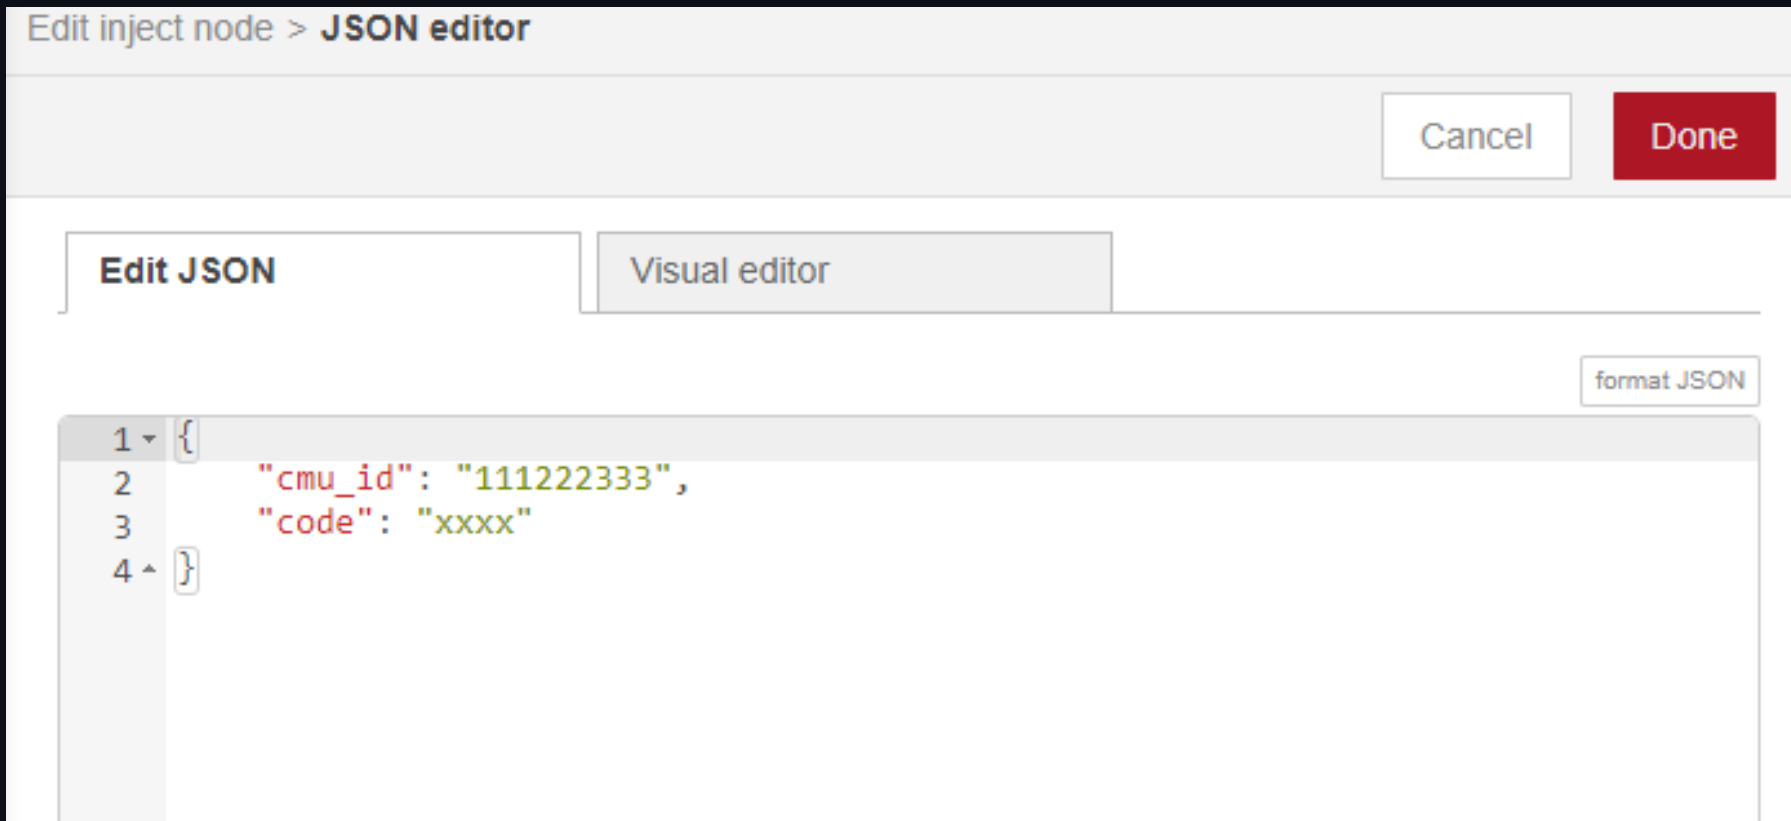 Edit inject node > JSON editor
Cancel Done
Edit JSON Visual editor
format JSON
1 {
2 "cmu_id": "111222333",
3 "code": "xxxx"
4 }